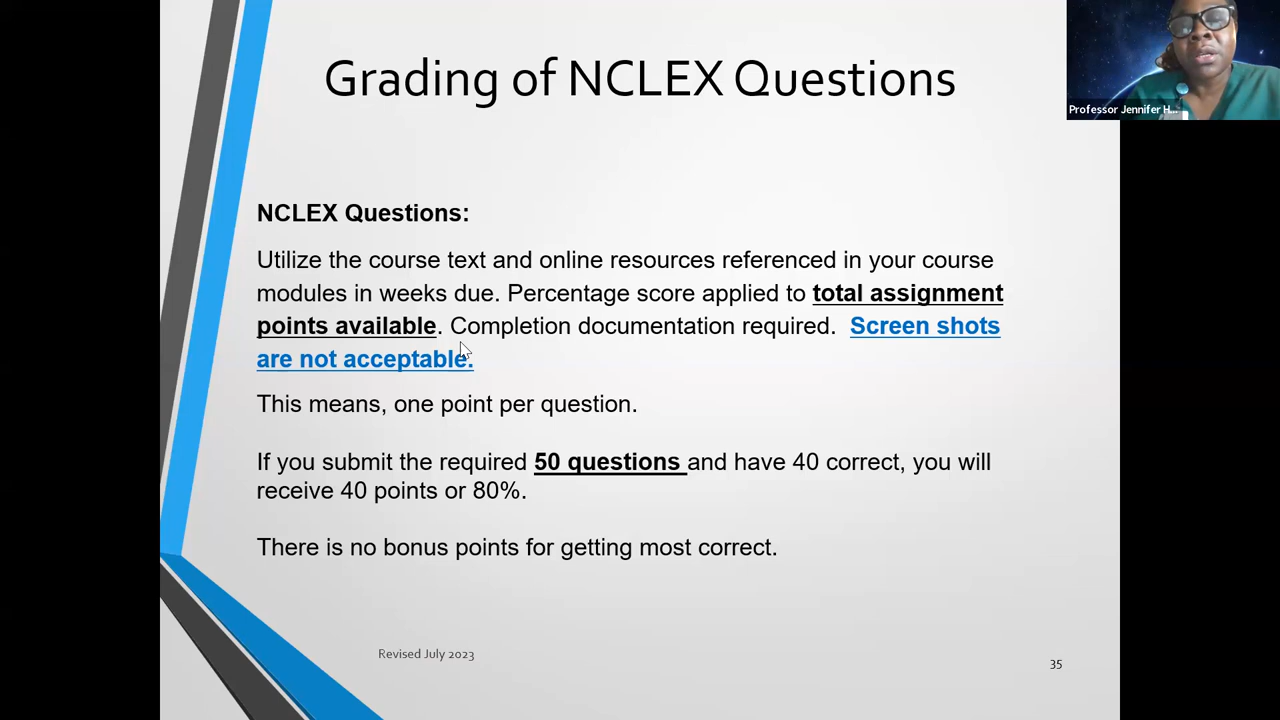 Grading of NCLEX Questions
Professor Jennifer H...
NCLEX Questions:
Utilize the course text and online resources referenced in your course
modules in weeks due. Percentage score applied to total assignment
points available. Completion documentation required. Screen shots
are not acceptable.
This means, one point per question.
If you submit the required 50 questions and have 40 correct, you will
receive 40 points or 80%.
There is no bonus points for getting most correct.
Revised July 2023
35